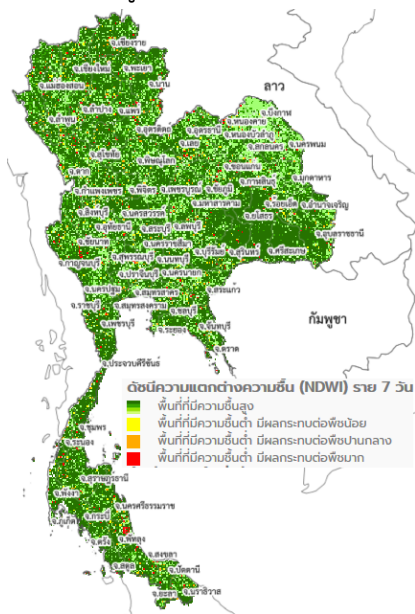 จ.เชียงราย
จ.เชียงใหม่
จ.พะเยา
จ.แม่ฮ่องสอน
จ.น่าน
จ.ลำปาง
จ.แพร่
จ.ลำพูน
จ.อุตรดิตถ์
ลาว
จ.บึงกาฬ
จ.หนองคาย
จ.อุดรธานี
จ.หนองบัวลำภู
จ.เลย
จ.สกลนคร
จ.นครพนม
จ.สุโขทัย
จ.พิษณุโลก
จ.ตาก
จ.ขอนแก่น
จ.กาฬสินธุ์
จ.มุกดาหาร
จ.กำแพงเพชร
จ.พิจิตร
จ.เพชรบูรณ์
จ.ชัยภูมิ
จ.มหาสารคาม
จ.ร้อยเอ็ด
จ.อำนาจเจริญ
จ.ยโสธร
จ.สิงห์บุรี
จ.นครสวรรค์
จ.อุทัยธานี
จ.สระบุรี
จ.ลพบุรี
จ.อุบลราชธานี
จ.ชัยนาท
จ.นครราชสีมา
จ.บุรีรัมย์
จ.สุรินทร์
จ.ศรีสะเกษ
จ.กาญจนบุรี
จ.สุพรรณบุรี
จ.นนทบุรี
จ.ปราจีนบุรี
จ.นครนายก
จ.นครปฐม
จ.สมุทรสาคร
จ.สระแก้ว
จ.ราชบุรี
จ.สมุทรสงคราม
จ.ชลบุรี
จ.เพชรบุรี
จ.ระยอง
จ.จันทบุรี
กัมพูชา
จ.ตราด
จ.ประจวบคีรีขันธ์
ดัชนีความแตกต่างความชื้น (NDWI) ราย 7 วัน
พื้นที่ที่มีความชื้นสูง
พื้นที่ที่มีความชื้นต่ำ มีผลกระทบต่อพืชน้อย
พื้นที่ที่มีความชื้นต่ำ มีผลกระทบต่อพืชปานกลาง
พื้นที่ที่มีความชื้นต่ำ มีผลกระทบต่อพืชมาก
จ.ชุมพร
จ.ระนอง
จ.สุราษฎร์ธานี
จ.พังงา
จ.นครศรีธรรมราช
จ.กระบี่
จ.ภูเก็ต
จ.ตรัง
จ.พัทลุง
จ.สงขลา
จ.สตูล
จ.ปัตตานี
จ.ยะลา
จ.นราธิวาส